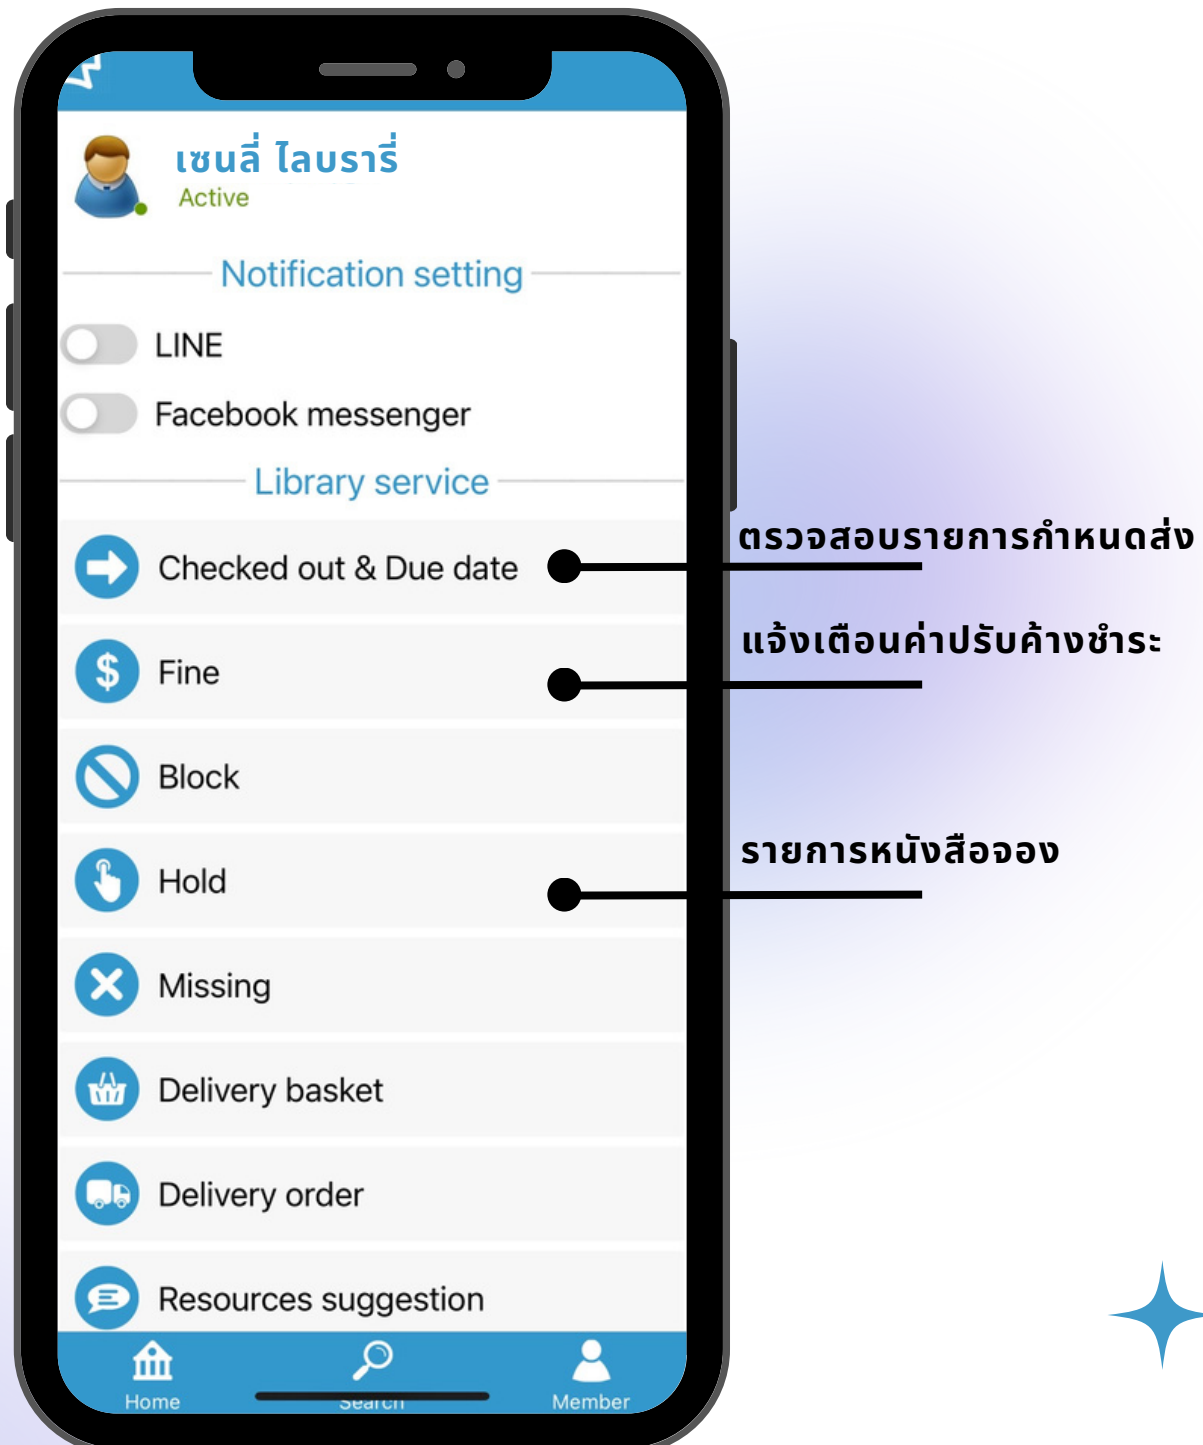 เซนลี่ ไลบรารี่
Active
Notification setting
LINE
Facebook messenger
Library service
Checked out & Due date
ตรวจสอบรายการกำหนดส่ง
Fine
แจ้งเตือนค่าปรับค้างชำระ
Block
Hold
รายการหนังสือจอง
Missing
Delivery basket
Delivery order
Resources suggestion
Home Search Member